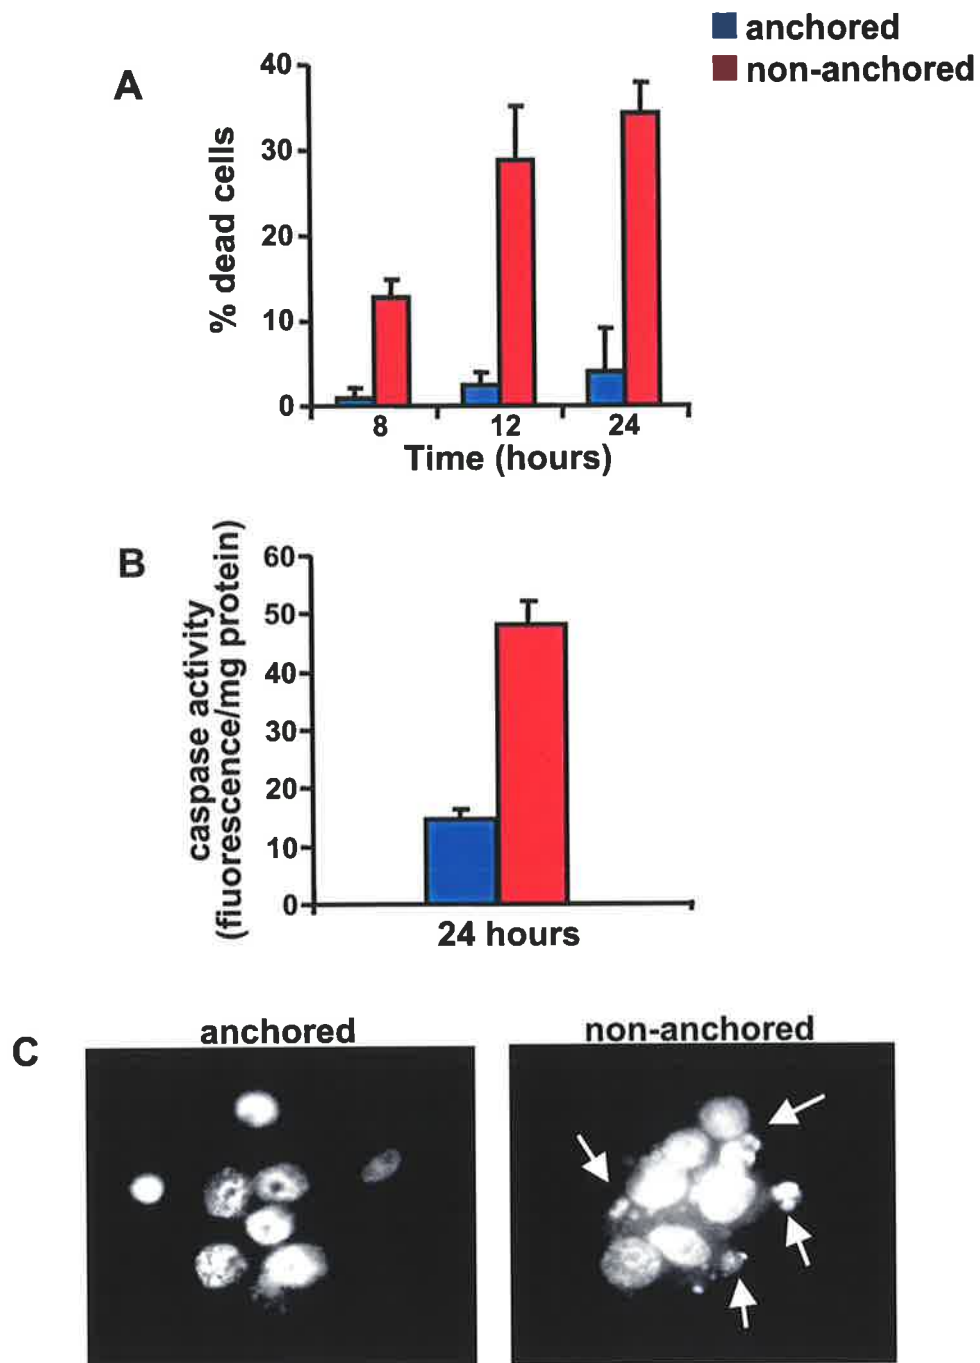 anchored
non-anchored
A
% dead cells
40
30
20
10
0
8 12 24
Time (hours)
B
caspase activity
(fluorescence/mg protein)
60
50
40
30
20
10
0
24 hours
C
anchored
non-anchored